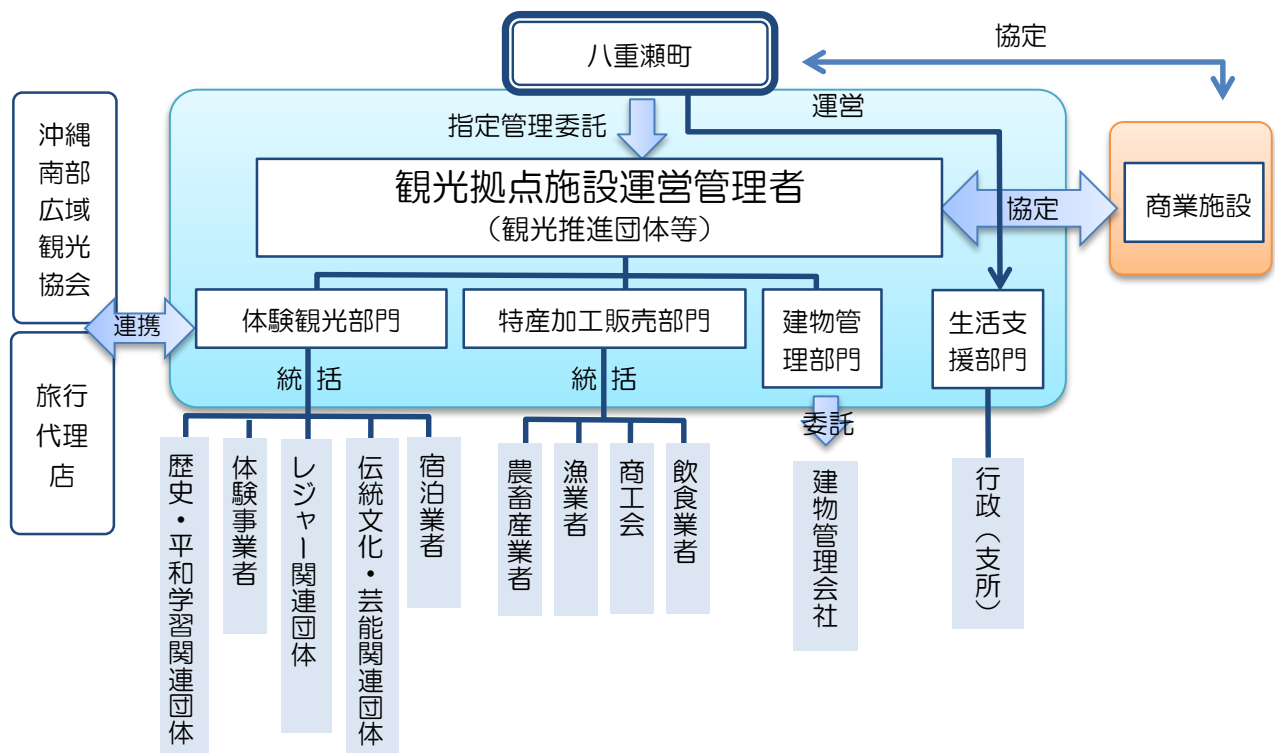 八重瀬町
協定
運営
指定管理委託
観光拠点施設運営管理者
（観光推進団体等）
協定
商業施設
沖縄
南部
広域
観光
協会
連携
旅行
代理
店
体験観光部門
特産加工販売部門
建物管
理部門
生活支
援部門
統括
統括
委託
歴史・平和学習関連団体
体験事業者
レジャー関連団体
伝統文化・芸能関連団体
宿泊業者
農畜産業者
漁業者
商工会
飲食業者
建物管理会社
行政（支所）